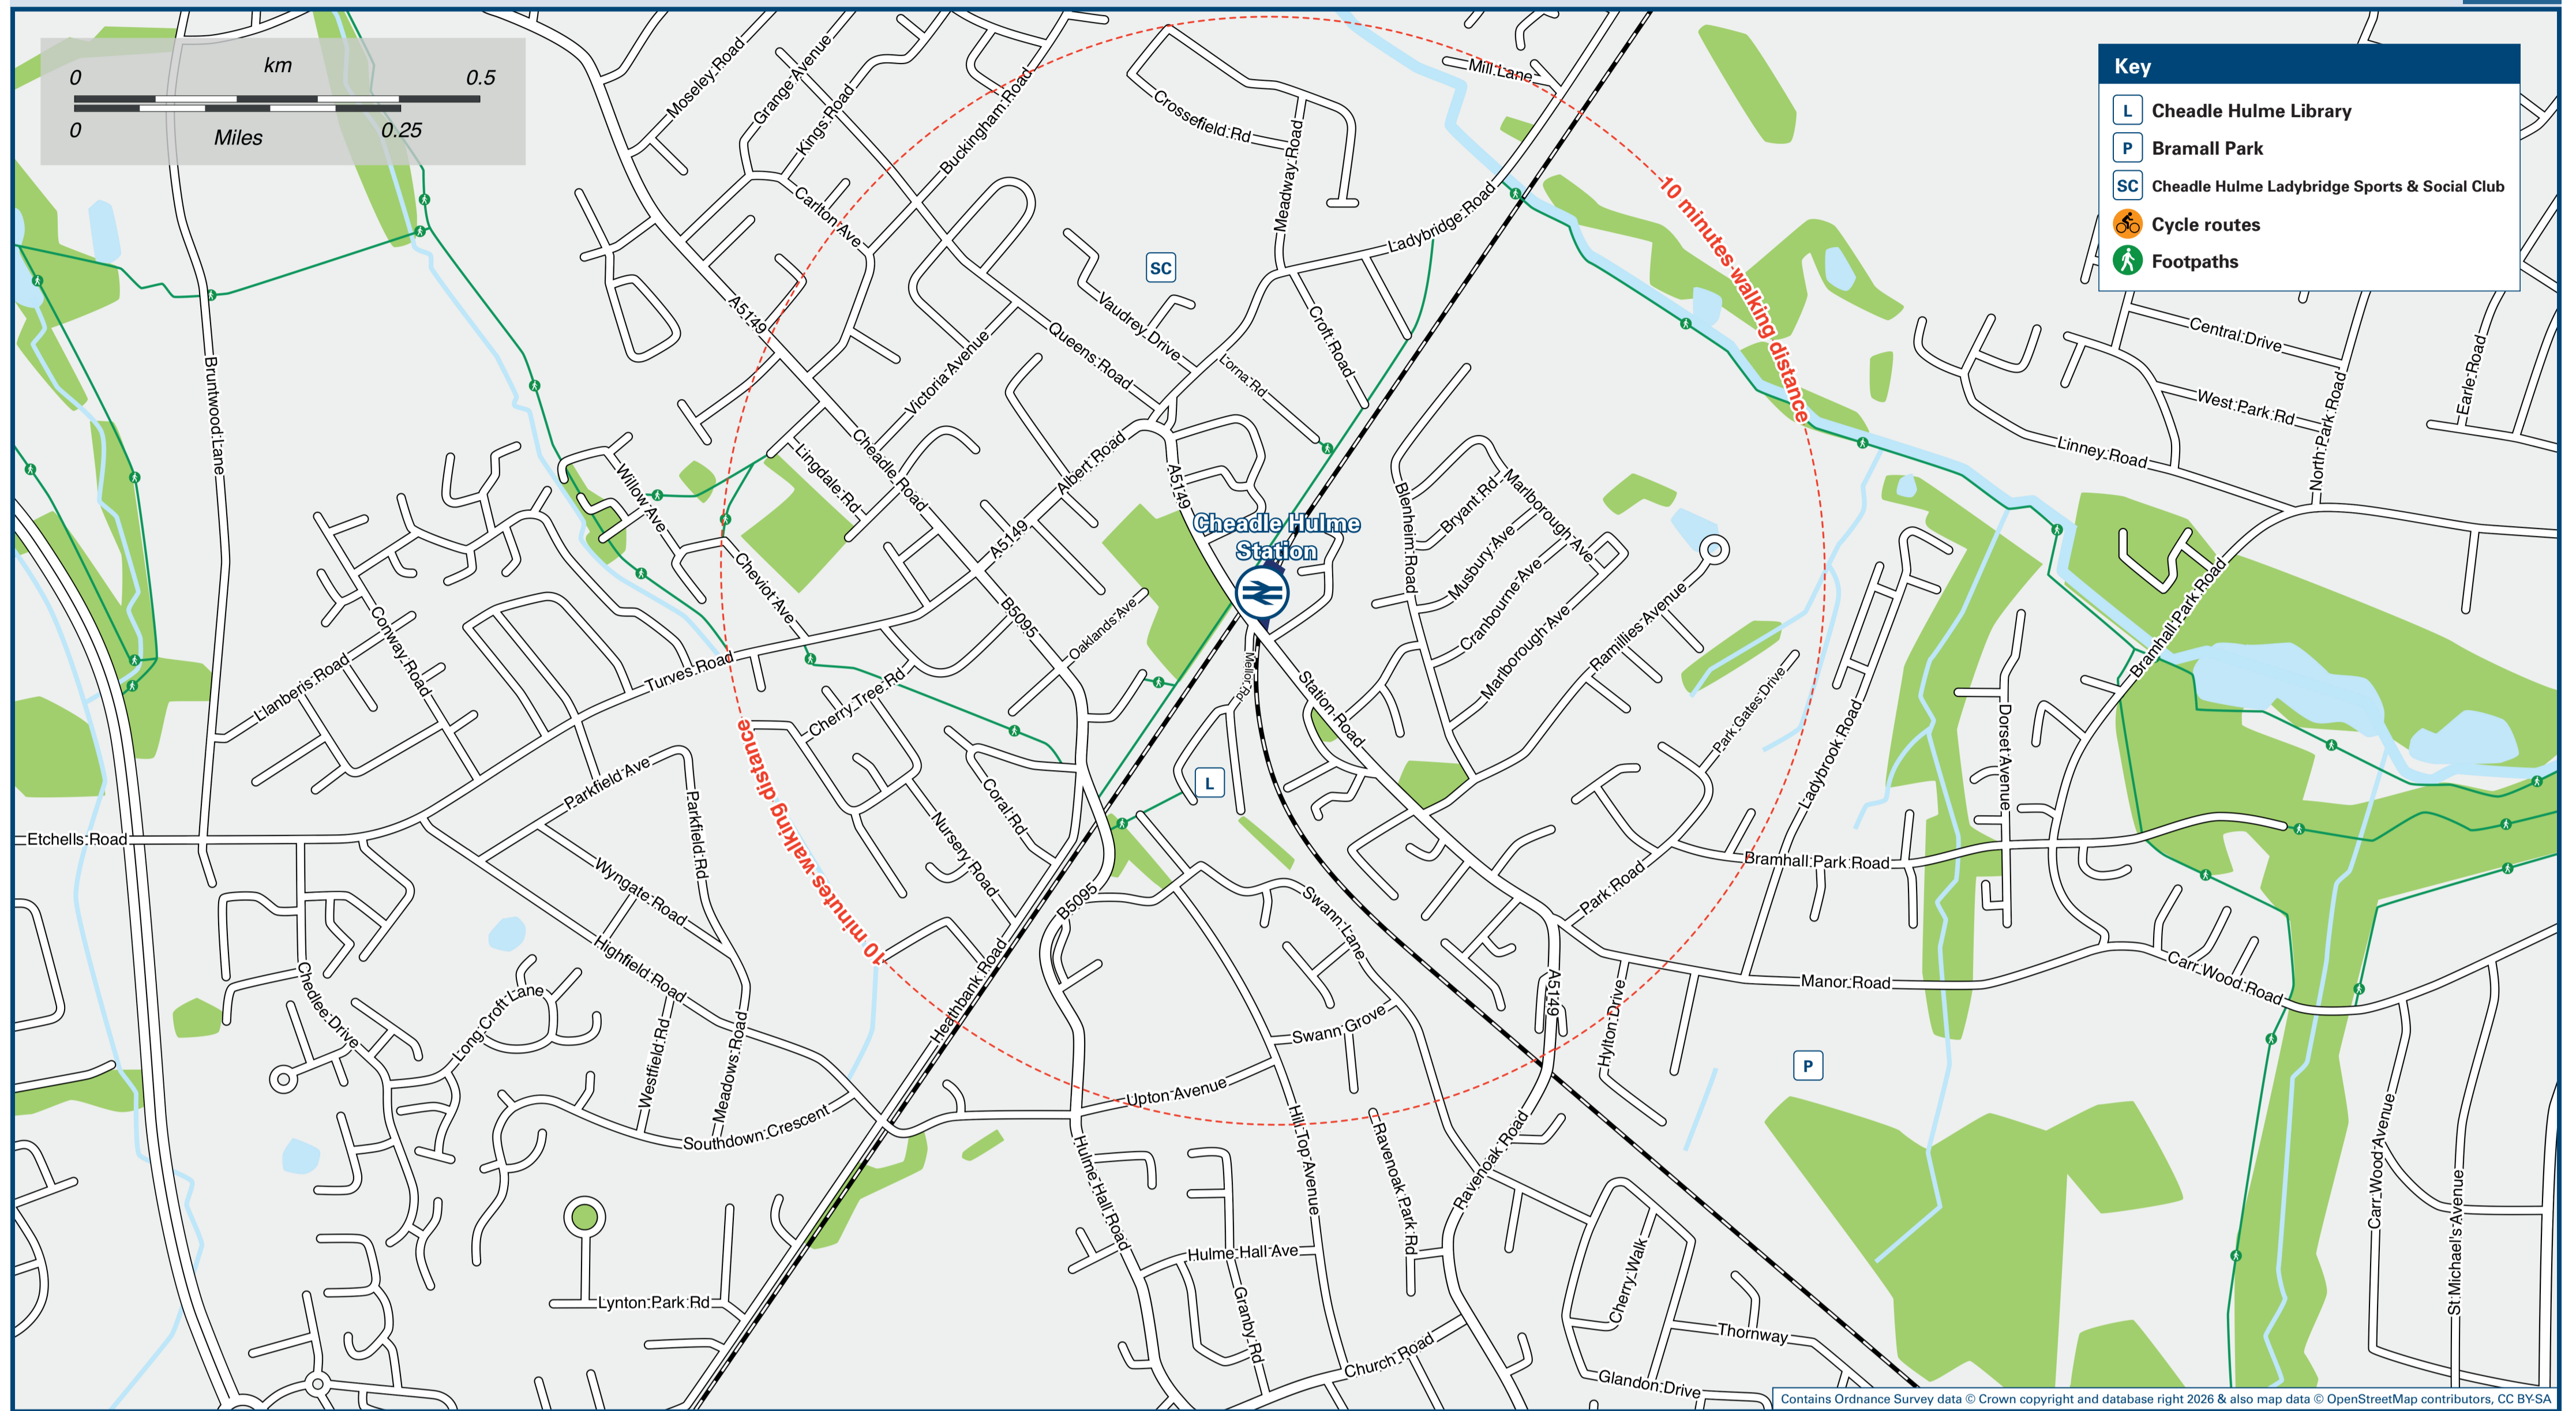 km
0
0.5
0
0.25
Miles
Key
L
Cheadle Hulme Library
P
Bramall Park
SC
Cheadle Hulme Ladybridge Sports & Social Club
Cycle routes
Footpaths
Moseley Road
Grange Avenue
Kings Road
Buckingham Road
Crossefield Rd
Meadway Road
Mill Lane
Carlton Ave
Ladybridge Road
10 minutes walking distance
SC
A5149
Vaudrey Drive
Queens Road
Croft Road
Lorna Rd
Victoria Avenue
Bruntwood Lane
Central Drive
West Park Rd
Earle Road
North Park Road
Linney Road
Cheadle Road
Lingdale Rd
Albert Road
A5149
Willow Ave
A5149
Cheadle Hulme
Station
Blenheim Road
Bryant Rd
Marlborough Ave
Musbury Ave
Cranbourne Ave
Marlborough Ave
Ramillies Avenue
Cheviot Ave
B5095
Oaklands Ave
Conway Road
Llanberis Road
Turves Road
Cherry Tree Rd
Mellor Rd
Station Road
Park Gates Drive
Ladybrook Road
Dorset Avenue
Bramhall Park Road
10 minutes walking distance
Parkfield Ave
Parkfield Rd
Coral Rd
L
Nursery Road
Etchells Road
Wyngate Road
Bramhall Park Road
Park Road
B5095
Swann Lane
Highfield Road
Heathbank Road
Chedlee Drive
Long Croft Lane
Westfield Rd
Meadows Road
A5149
Hylton Drive
Manor Road
Carr Wood Road
Swann Grove
P
Upton Avenue
Southdown Crescent
Hulme Hall Road
Hill Top Avenue
Ravenoak Park Rd
Ravenoak Road
Carr Wood Avenue
St Michael's Avenue
Hulme Hall Ave
Granby Rd
Cherry Walk
Lynton Park Rd
Church Road
Thornway
Glandon Drive
Contains Ordnance Survey data © Crown copyright and database right 2026 & also map data © OpenStreetMap contributors, CC BY-SA